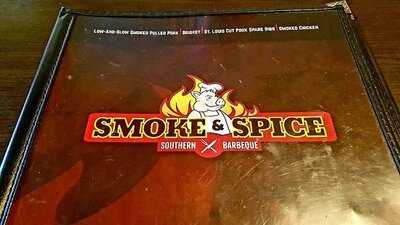 Low-And-Slow Smoked Pulled Pork | Brisket | St. Louis Cut Pork Spare Ribs | Smoked Chicken
SMOKE & SPICE
SOUTHERN BARBEQUE